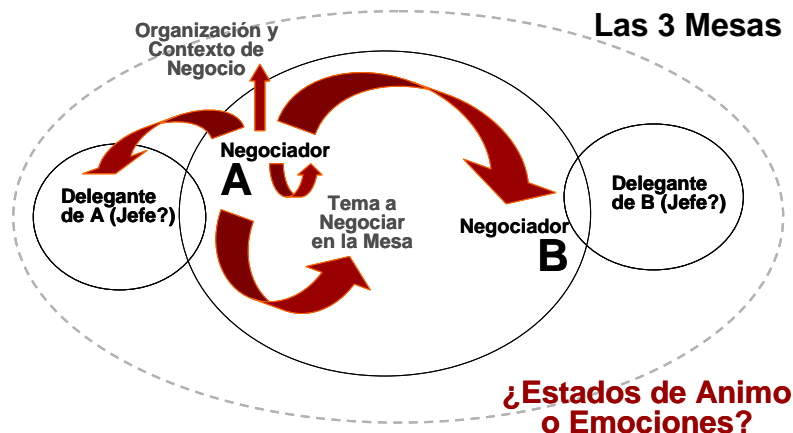 Las 3 Mesas
Organización y
Contexto de
Negocio
Negociador
A
Delegante
de A (Jefe?)
Tema a
Negociar
en la Mesa
Negociador
B
Delegante
de B (Jefe?)
¿Estados de Animo
o Emociones?